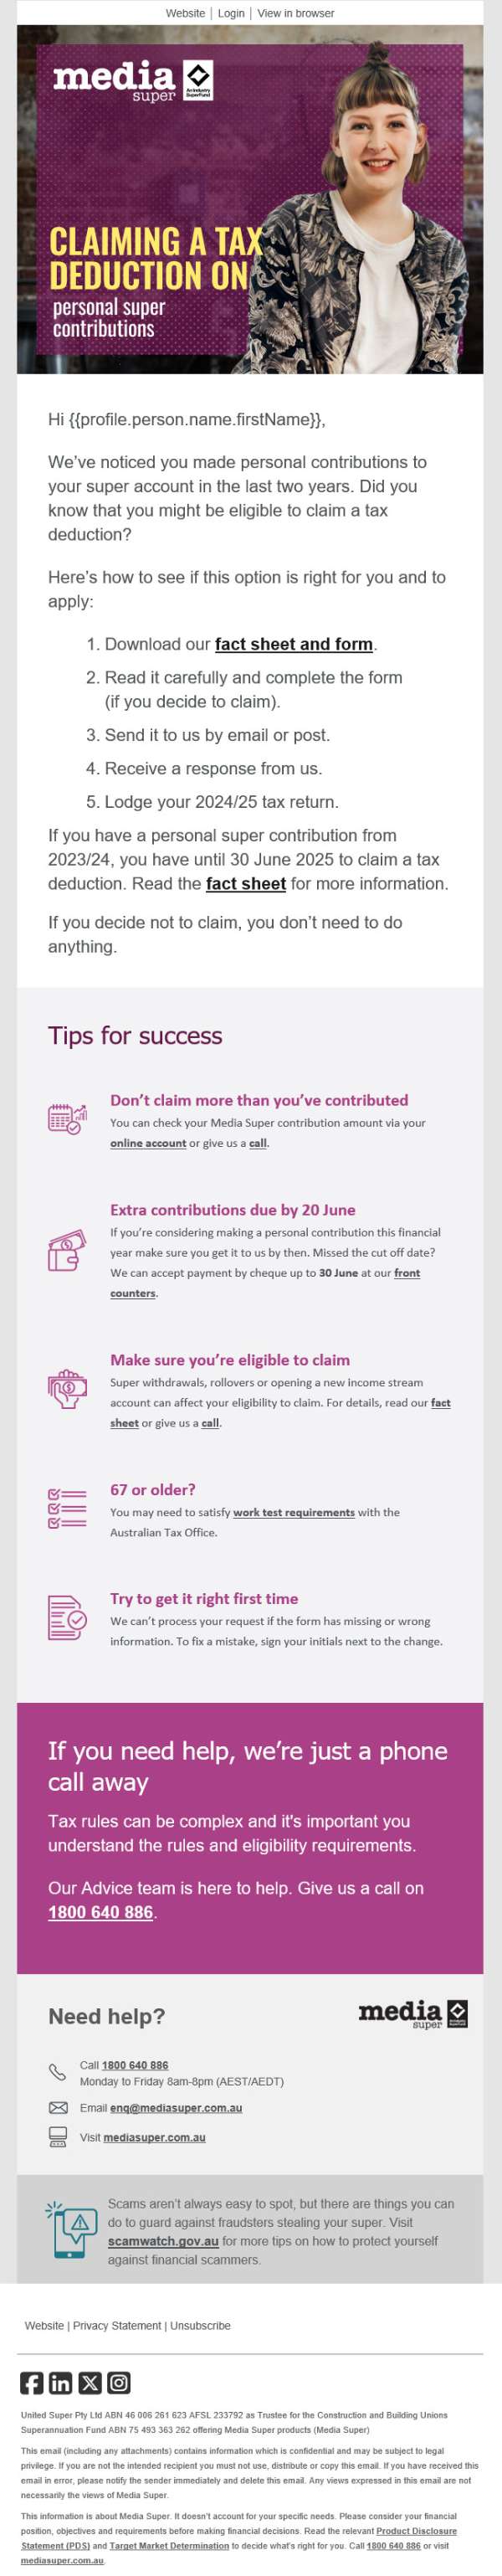 Website | Login | View in browser
media
super
An Industry
SuperFund
CLAIMING A TAX
DEDUCTION ON
personal super
contributions
Hi {{profile.person.name.firstName}},
We've noticed you made personal contributions to
your super account in the last two years. Did you
know that you might be eligible to claim a tax
deduction?
Here's how to see if this option is right for you and to
apply:
1. Download our fact sheet and form.
2. Read it carefully and complete the form
(if you decide to claim).
3. Send it to us by email or post.
4. Receive a response from us.
5. Lodge your 2024/25 tax return.
If you have a personal super contribution from
2023/24, you have until 30 June 2025 to claim a tax
deduction. Read the fact sheet for more information.
If you decide not to claim, you don't need to do
anything.
Tips for success
Don't claim more than you've contributed
You can check your Media Super contribution amount via your
online account or give us a call.
Extra contributions due by 20 June
If you're considering making a personal contribution this financial
year make sure you get it to us by then. Missed the cut off date?
We can accept payment by cheque up to 30 June at our front
counters.
Make sure you're eligible to claim
Super withdrawals, rollovers or opening a new income stream
account can affect your eligibility to claim. For details, read our fact
sheet or give us a call.
67 or older?
You may need to satisfy work test requirements with the
Australian Tax Office.
Try to get it right first time
We can't process your request if the form has missing or wrong
information. To fix a mistake, sign your initials next to the change.
If you need help, we're just a phone
call away
Tax rules can be complex and it's important you
understand the rules and eligibility requirements.
Our Advice team is here to help. Give us a call on
1800 640 886.
Need help?
media
super
Call 1800 640 886
Monday to Friday 8am-8pm (AEST/AEDT)
Email enq@mediasuper.com.au
Visit mediasuper.com.au
Scams aren't always easy to spot, but there are things you can
do to guard against fraudsters stealing your super. Visit
scamwatch.gov.au for more tips on how to protect yourself
against financial scammers.
Website | Privacy Statement | Unsubscribe
United Super Pty Ltd ABN 46 006 261 623 AFSL 233792 as Trustee for the Construction and Building Unions
Superannuation Fund ABN 75 493 363 262 offering Media Super products (Media Super)
This email (including any attachments) contains information which is confidential and may be subject to legal
privilege. If you are not the intended recipient you must not use, distribute or copy this email. If you have received this
email in error, please notify the sender immediately and delete this email. Any views expressed in this email are not
necessarily the views of Media Super.
This information is about Media Super. It doesn't account for your specific needs. Please consider your financial
position, objectives and requirements before making financial decisions. Read the relevant Product Disclosure
Statement (PDS) and Target Market Determination to decide what's right for you. Call 1800 640 886 or visit
mediasuper.com.au.